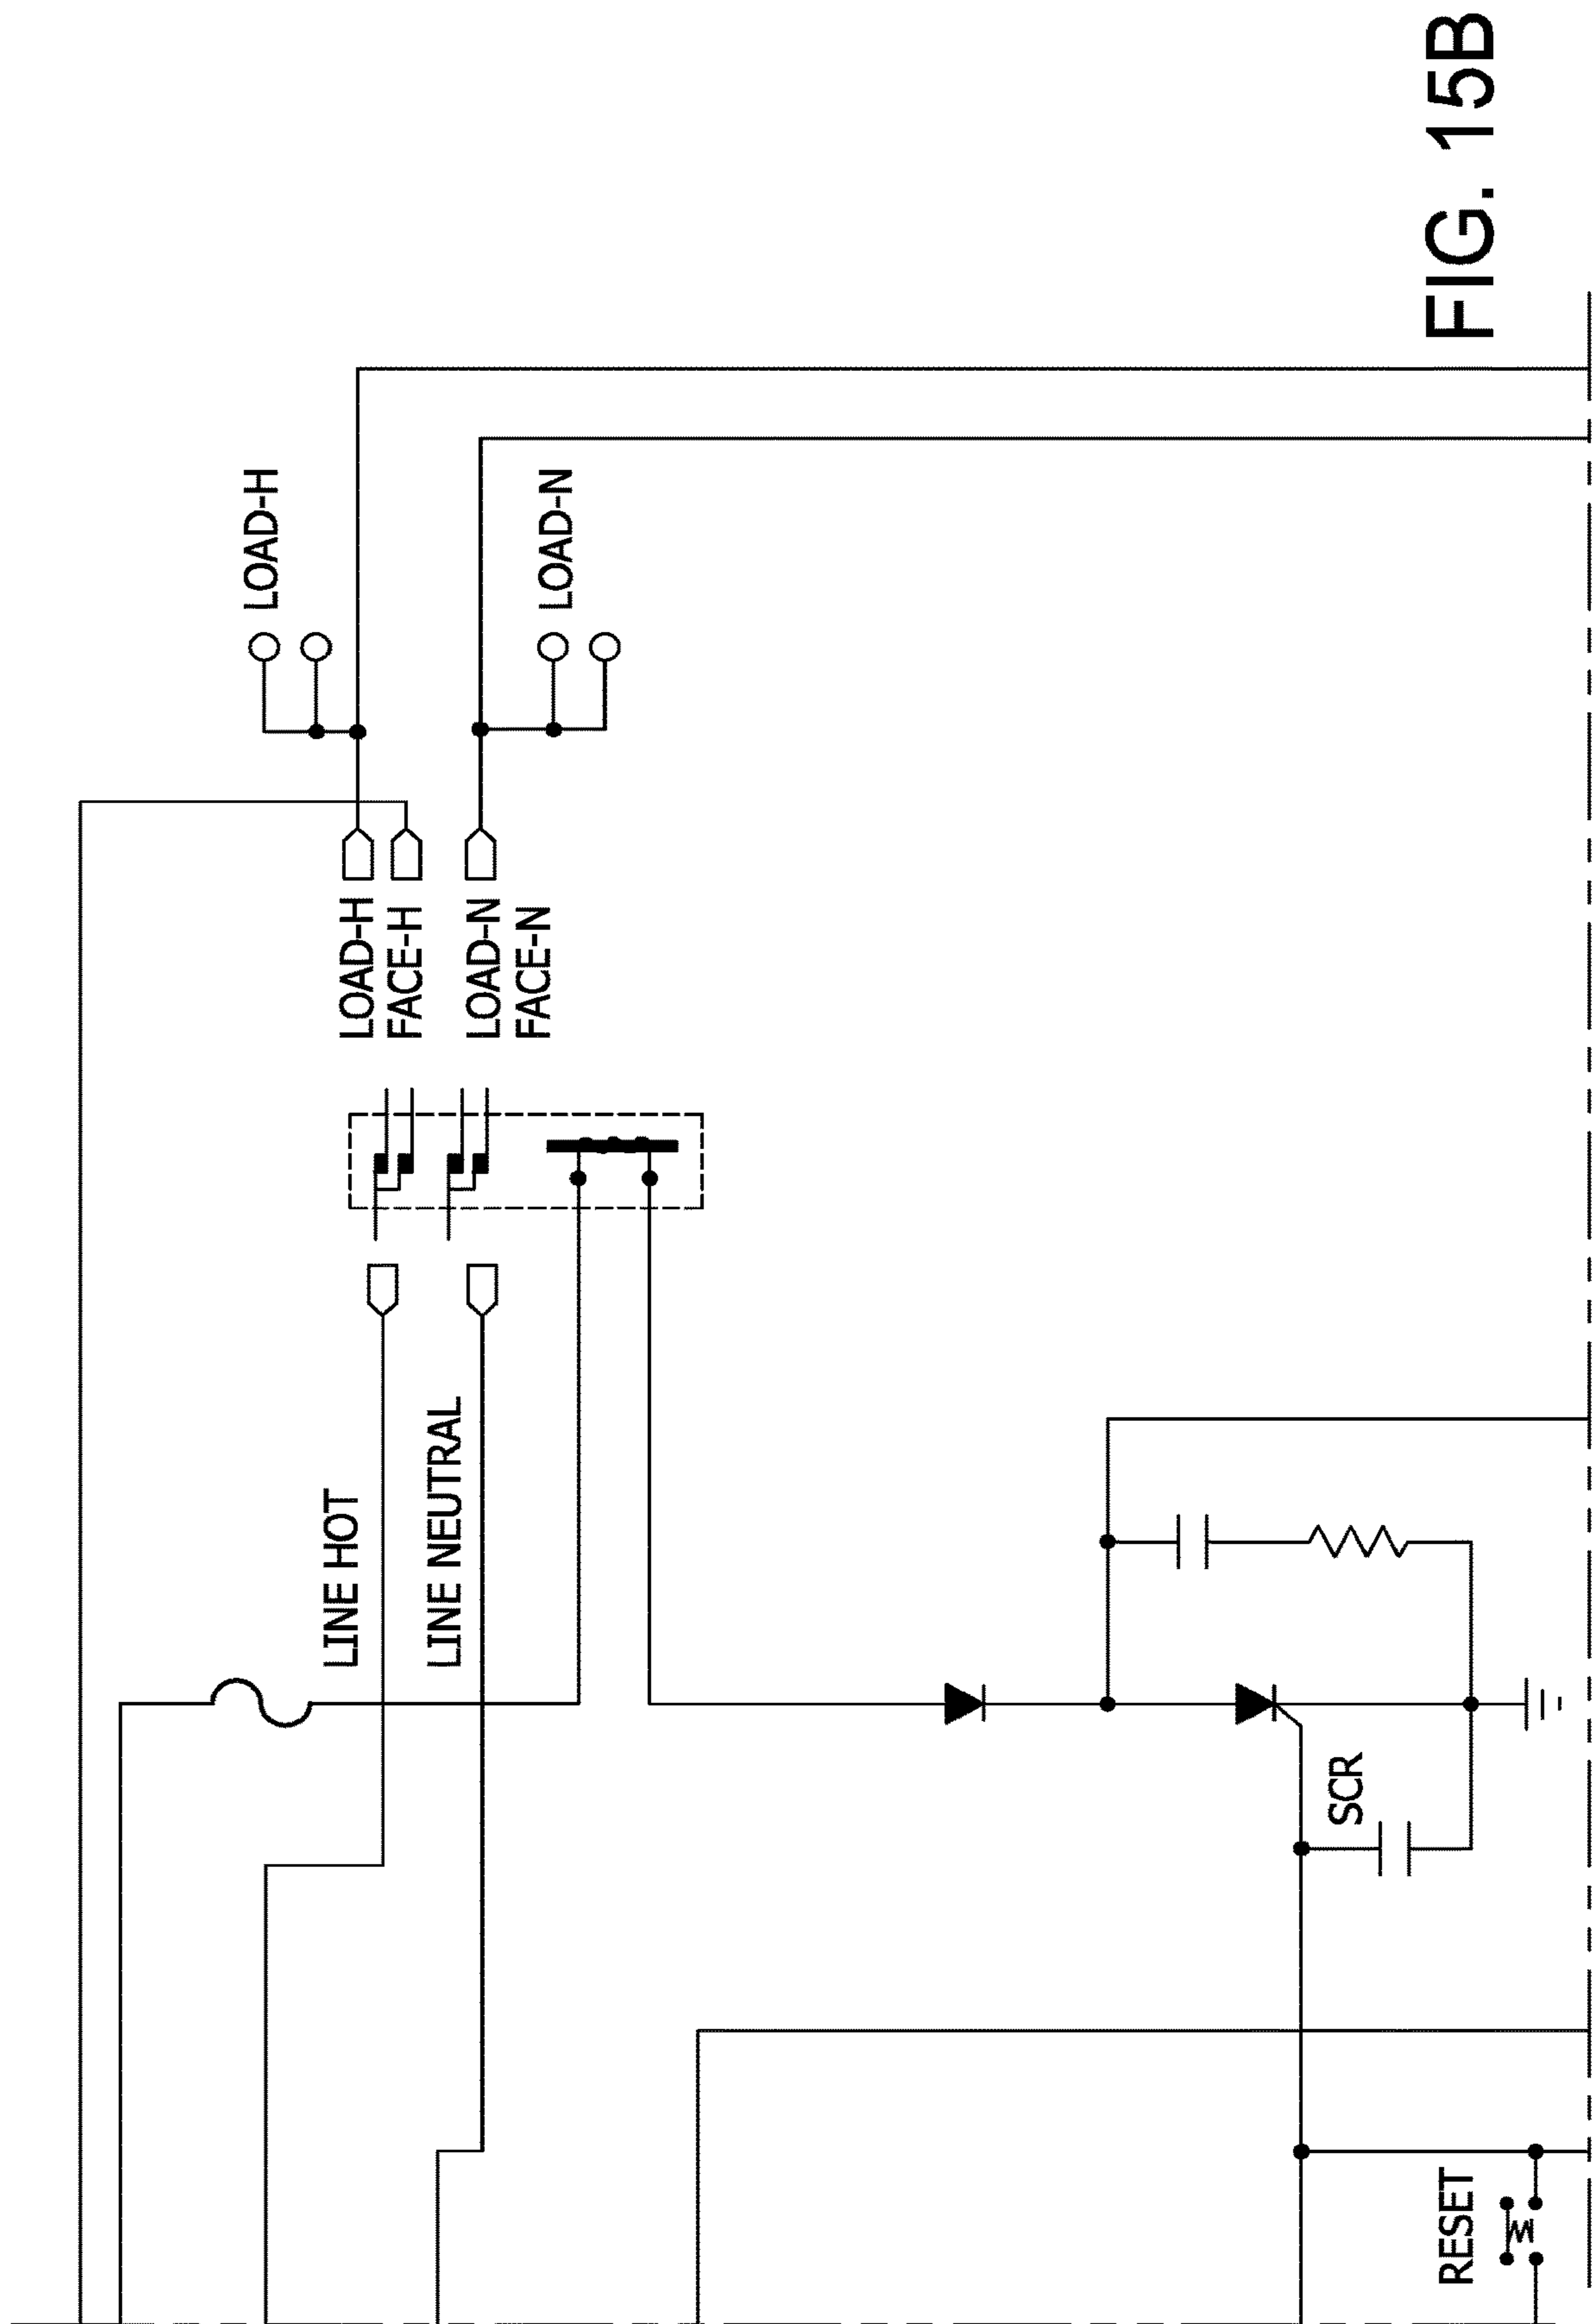 LINE HOT
LINE NEUTRAL
LOAD-H
FACE-H
LOAD-N
FACE-N
LOAD-H
LOAD-N
SCR
RESET
FIG. 15B